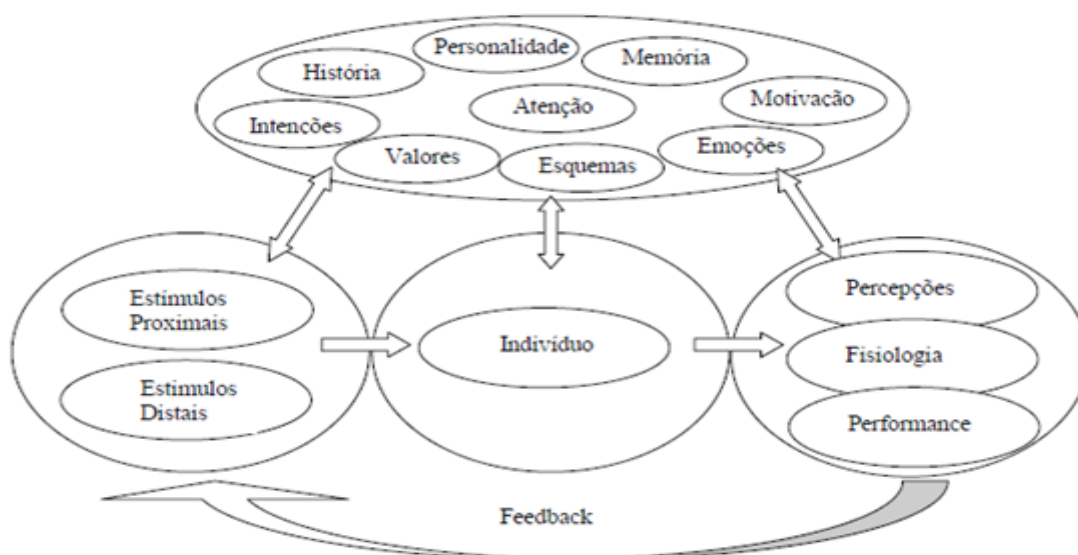 Personalidade
Memória
História
Motivação
Atenção
Intenções
Emoções
Valores
Esquemas
Estímulos
Proximais
Estímulos
Distais
Indivíduo
Percepções
Fisiologia
Performance
Feedback